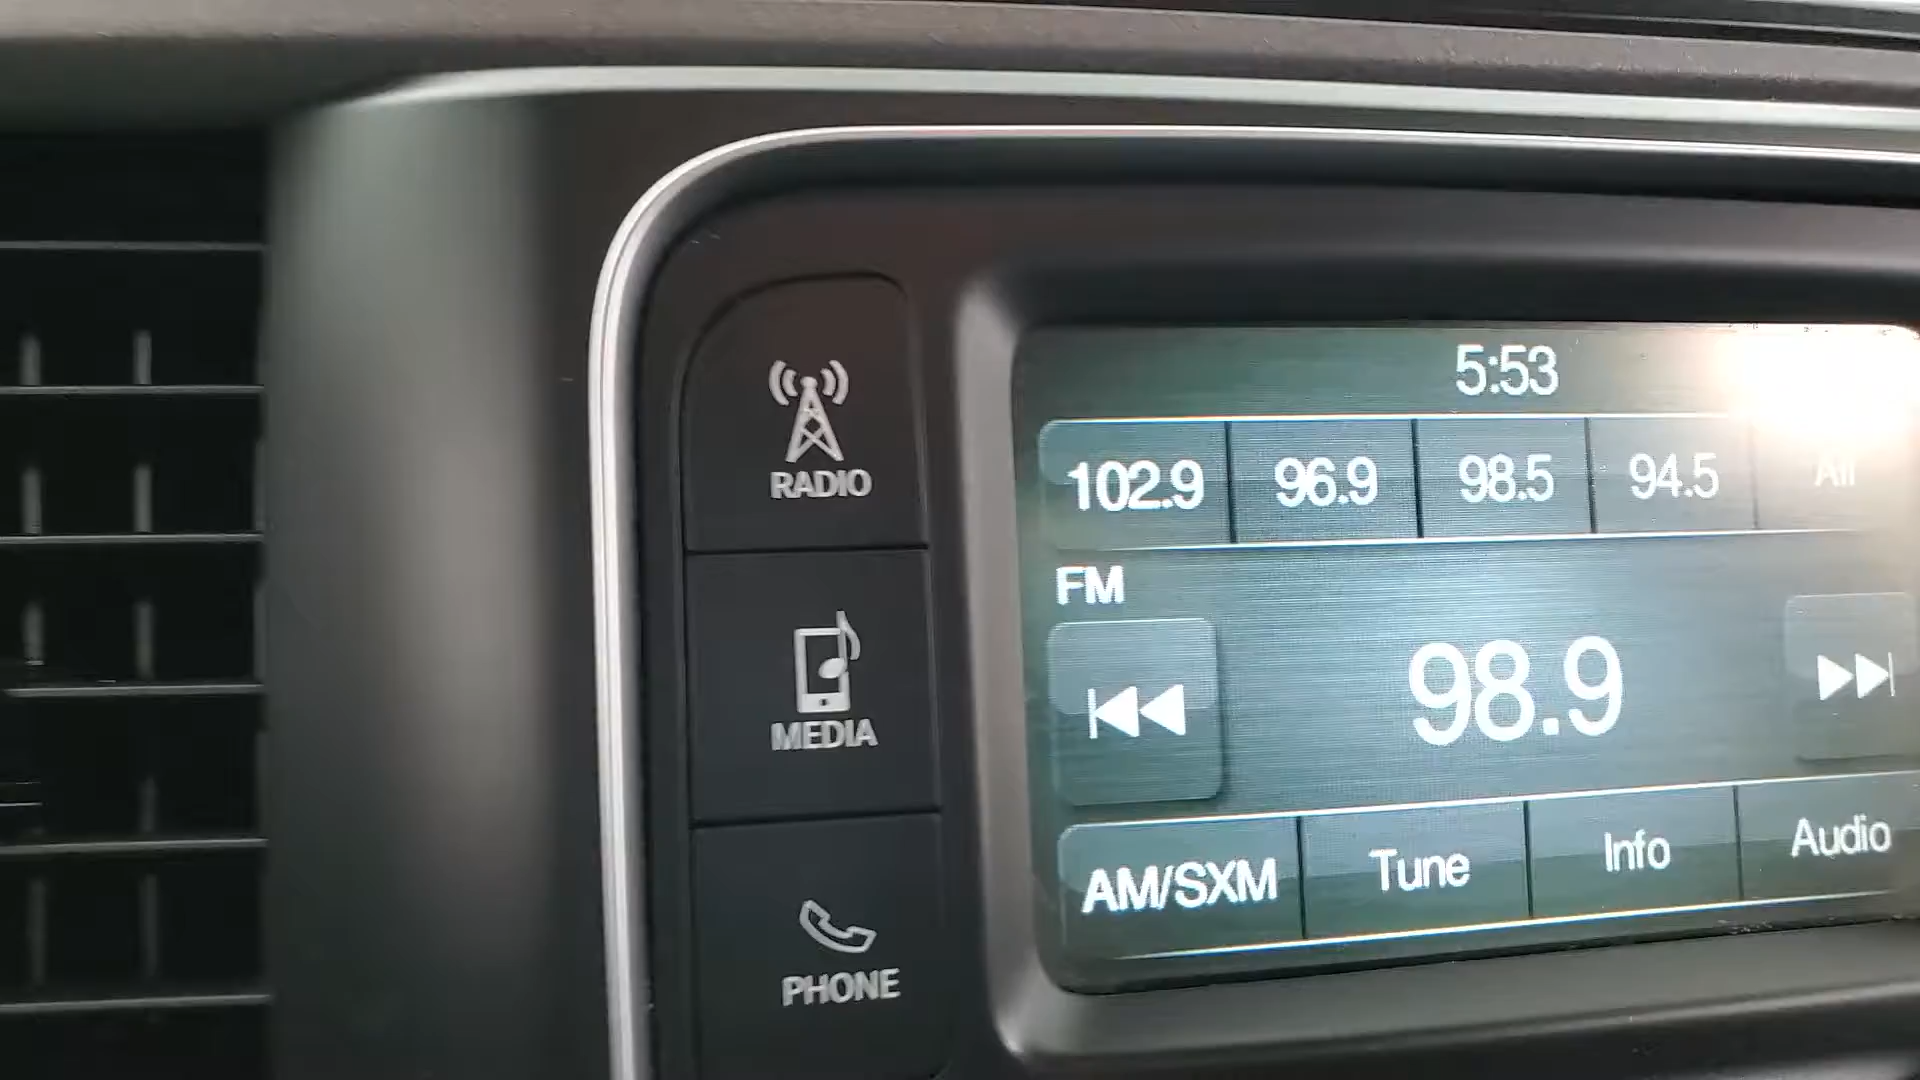 RADIO
MEDIA
PHONE
5:53
102.9 96.9 98.5 94.5 All
FM
98.9
AM/SXM Tune Info Audio